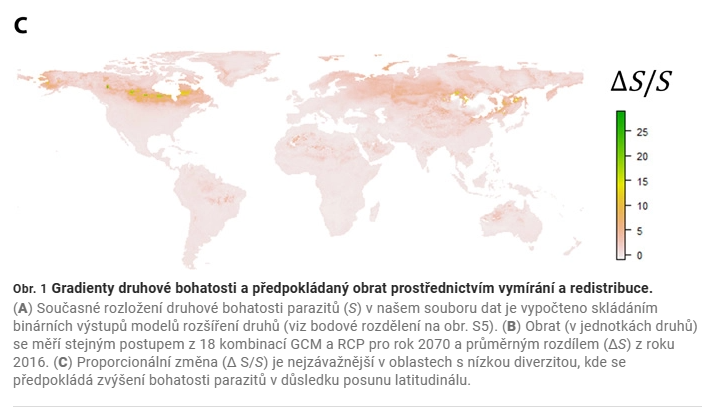 C
ΔS/S
25
20
15
10
5
0
Obr. 1 Gradienty druhové bohatosti a předpokládaný obrat prostřednictvím vymírání a redistribuce.
(A) Současné rozložení druhové bohatosti parazitů (S) v našem souboru dat je vypočteno skládáním
binárních výstupů modelů rozšíření druhů (viz bodové rozdělení na obr. S5). (B) Obrat (v jednotkách druhů)
se měří stejným postupem z 18 kombinací GCM a RCP pro rok 2070 a průměrným rozdílem (ΔS) z roku
2016. (C) Proporcionální změna (Δ S/S) je nejzávažnější v oblastech s nízkou diverzitou, kde se
předpokládá zvýšení bohatosti parazitů v důsledku posunu latitudinálu.